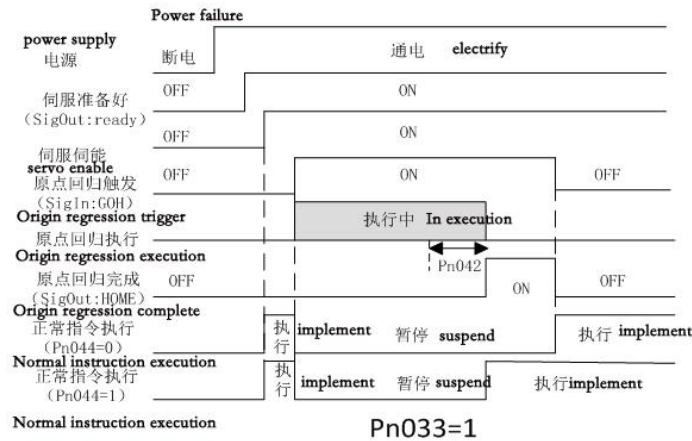 Power failure
power supply
电源 断电 通电 electrify
伺服准备好 OFF ON
(SigOut:ready)
OFF ON
伺服伺能
servo enable
原点回归触发 OFF ON OFF
(SigIn:GOH)
Origin regression trigger 执行中 In execution
原点回归执行
Origin regression execution Pn042
原点回归完成 OFF ON OFF
(SigOut:HOME)
Origin regression complete
正常指令执行 执行 implement 暂停 suspend 执行 implement
(Pn044=0)
Normal instruction execution
正常指令执行 执行 implement 暂停 suspend 执行implement
(Pn044=1)
Normal instruction execution
Pn033=1